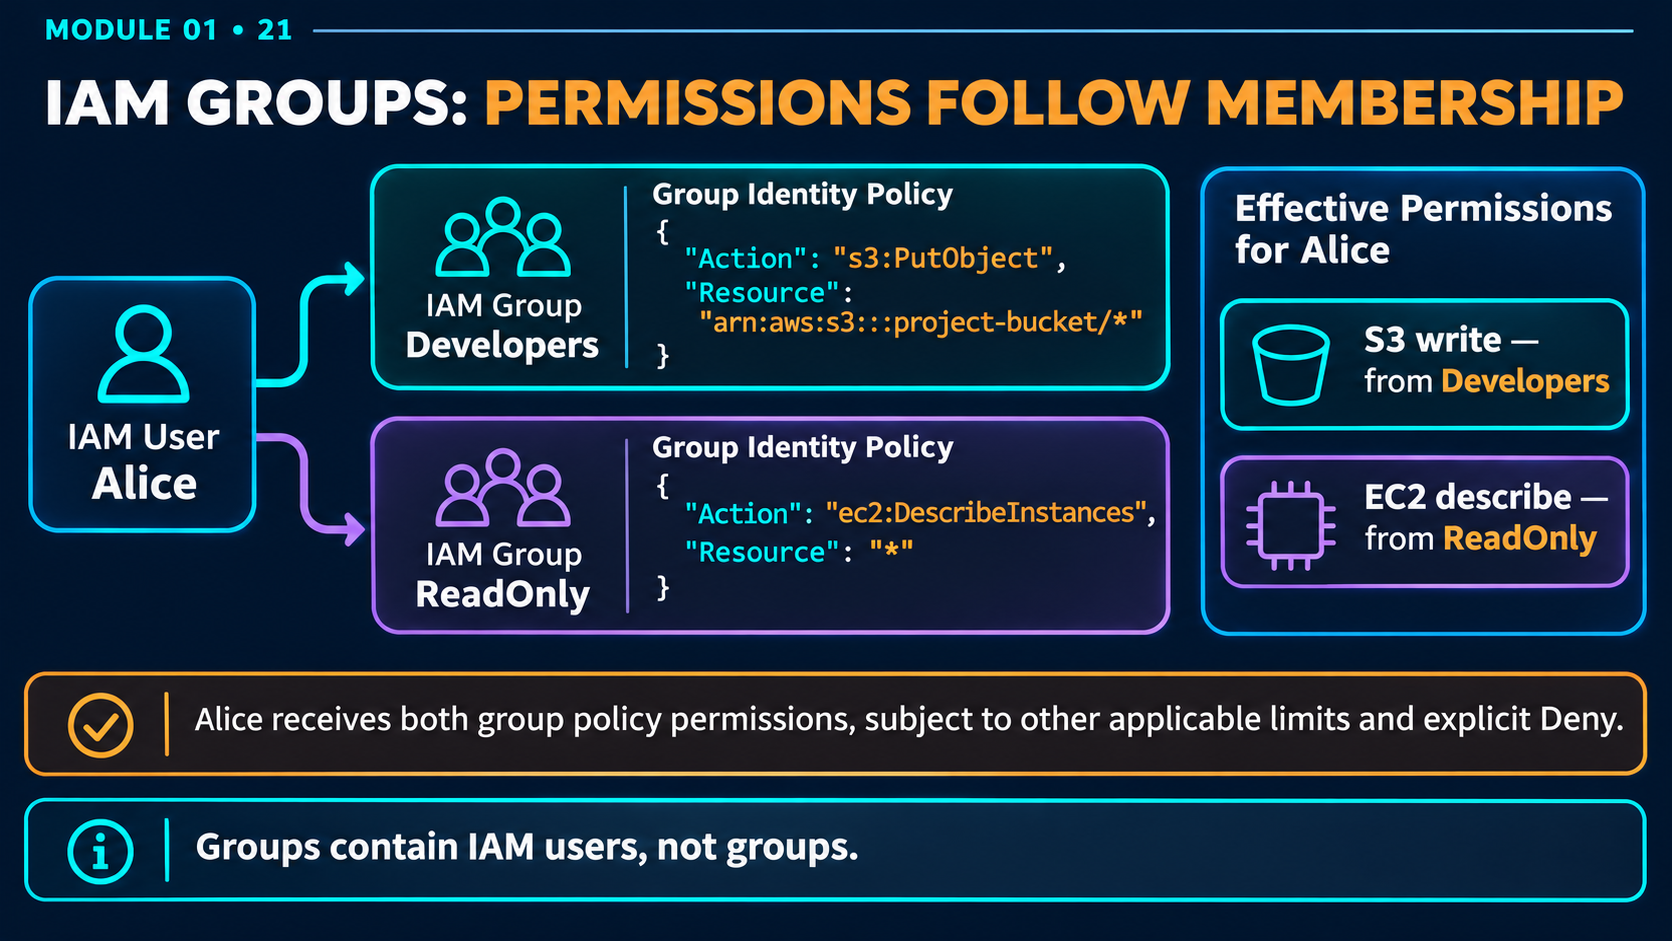 MODULE 01 • 21
IAM GROUPS: PERMISSIONS FOLLOW MEMBERSHIP
IAM User
Alice
IAM Group
Developers
Group Identity Policy
{
"Action": "s3:PutObject",
"Resource":
"arn:aws:s3:::project-bucket/*"
}
IAM Group
ReadOnly
Group Identity Policy
{
"Action": "ec2:DescribeInstances",
"Resource": "*"
}
Effective Permissions
for Alice
S3 write —
from Developers
EC2 describe —
from ReadOnly
Alice receives both group policy permissions, subject to other applicable limits and explicit Deny.
Groups contain IAM users, not groups.